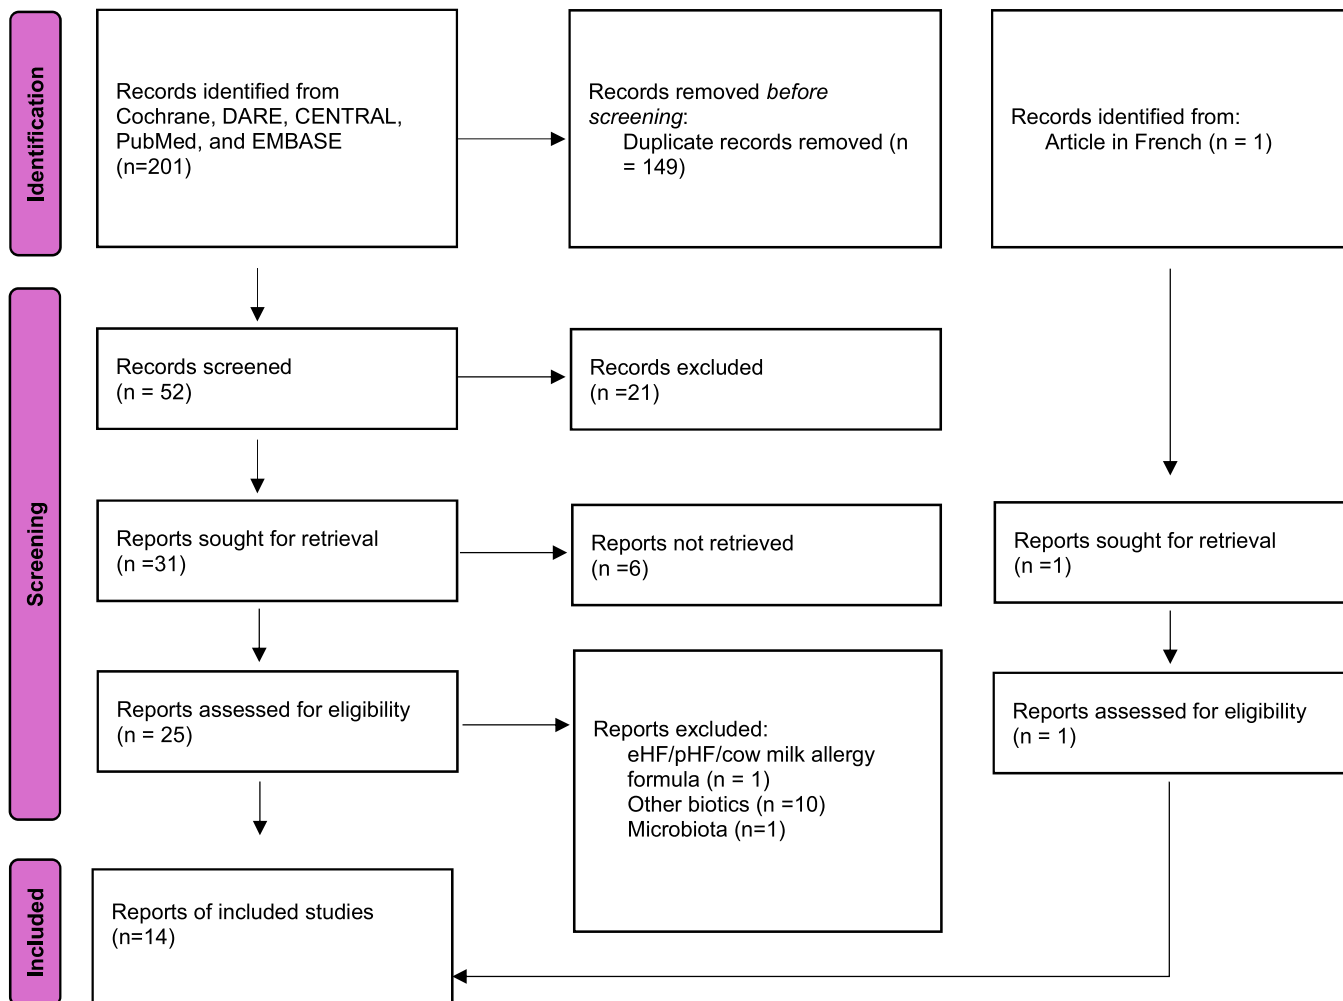 Identification
Records identified from
Cochrane, DARE, CENTRAL,
PubMed, and EMBASE
(n=201)
Records removed before
screening:
Duplicate records removed (n
= 149)
Records identified from:
Article in French (n = 1)
Screening
Records screened
(n = 52)
Records excluded
(n =21)
Reports sought for retrieval
(n =31)
Reports not retrieved
(n =6)
Reports sought for retrieval
(n =1)
Reports assessed for eligibility
(n = 25)
Reports excluded:
eHF/pHF/cow milk allergy
formula (n = 1)
Other biotics (n =10)
Microbiota (n=1)
Reports assessed for eligibility
(n = 1)
Included
Reports of included studies
(n=14)